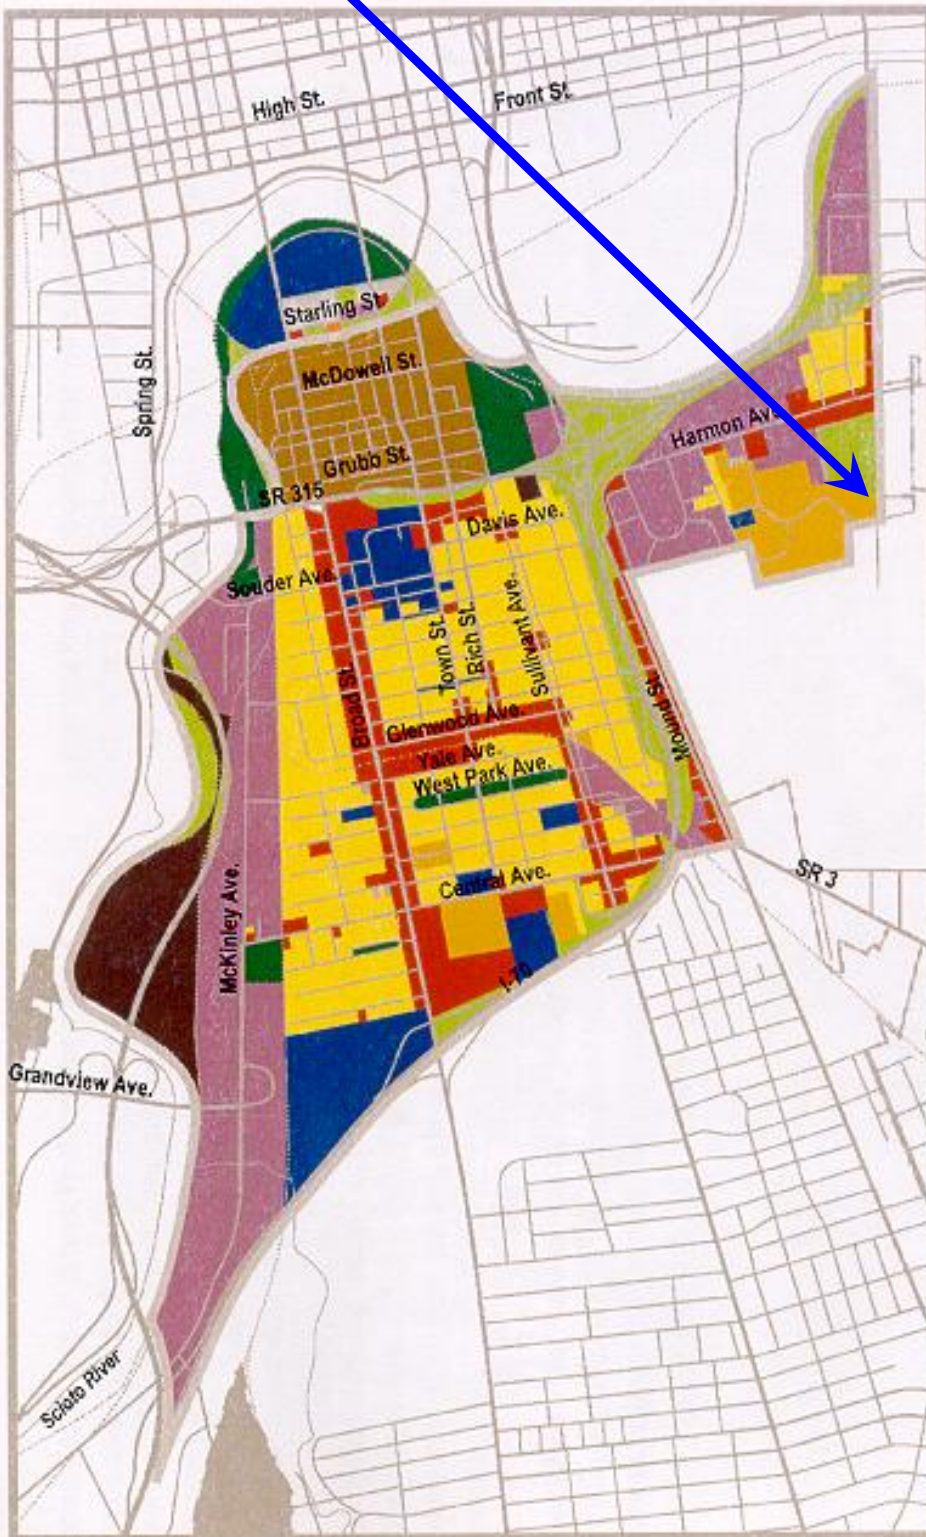 High St.
Front St.
Starling St.
Spring St.
McDowell St.
Harmon Ave
Grubb St.
SR 315
Davis Ave.
Souder Ave.
Town St.
Rich St.
Sullivant Ave.
Broad St.
Glenwood Ave.
Mound St.
Yale Ave.
West Park Ave.
SR 3
Central Ave.
McKinley Ave.
I-70
Grandview Ave.
Scioto River